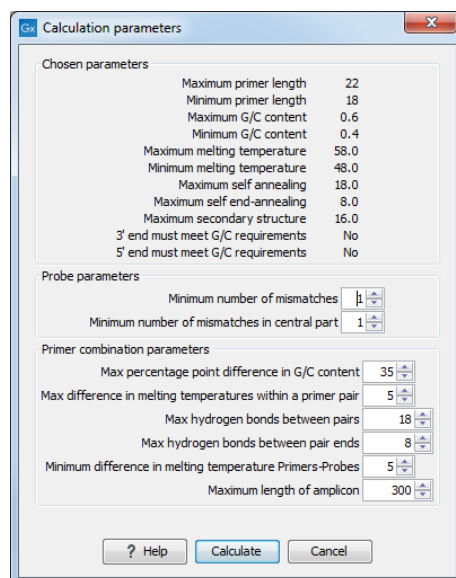 Gx Calculation parameters
Chosen parameters
Maximum primer length 22
Minimum primer length 18
Maximum G/C content 0.6
Minimum G/C content 0.4
Maximum melting temperature 58.0
Minimum melting temperature 48.0
Maximum self annealing 18.0
Maximum self end-annealing 8.0
Maximum secondary structure 16.0
3' end must meet G/C requirements No
5' end must meet G/C requirements No
Probe parameters
Minimum number of mismatches 1
Minimum number of mismatches in central part 1
Primer combination parameters
Max percentage point difference in G/C content 35
Max difference in melting temperatures within a primer pair 5
Max hydrogen bonds between pairs 18
Max hydrogen bonds between pair ends 8
Minimum difference in melting temperature Primers-Probes 5
Maximum length of amplicon 300
? Help Calculate Cancel